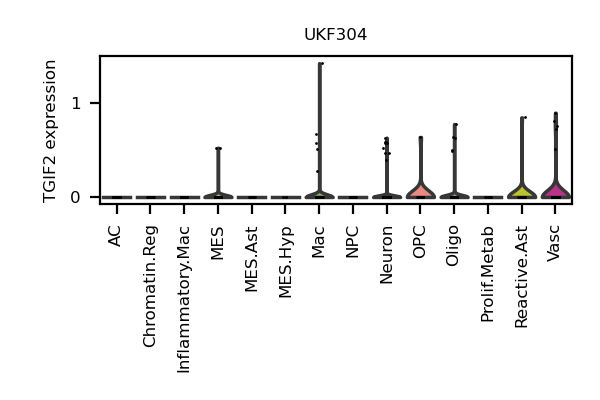 UKF304
TGIF2 expression
1
0
AC
Chromatin.Reg
Inflammatory.Mac
MES
MES.Ast
MES.Hyp
Mac
NPC
Neuron
OPC
Oligo
Prolif.Metab
Reactive.Ast
Vasc